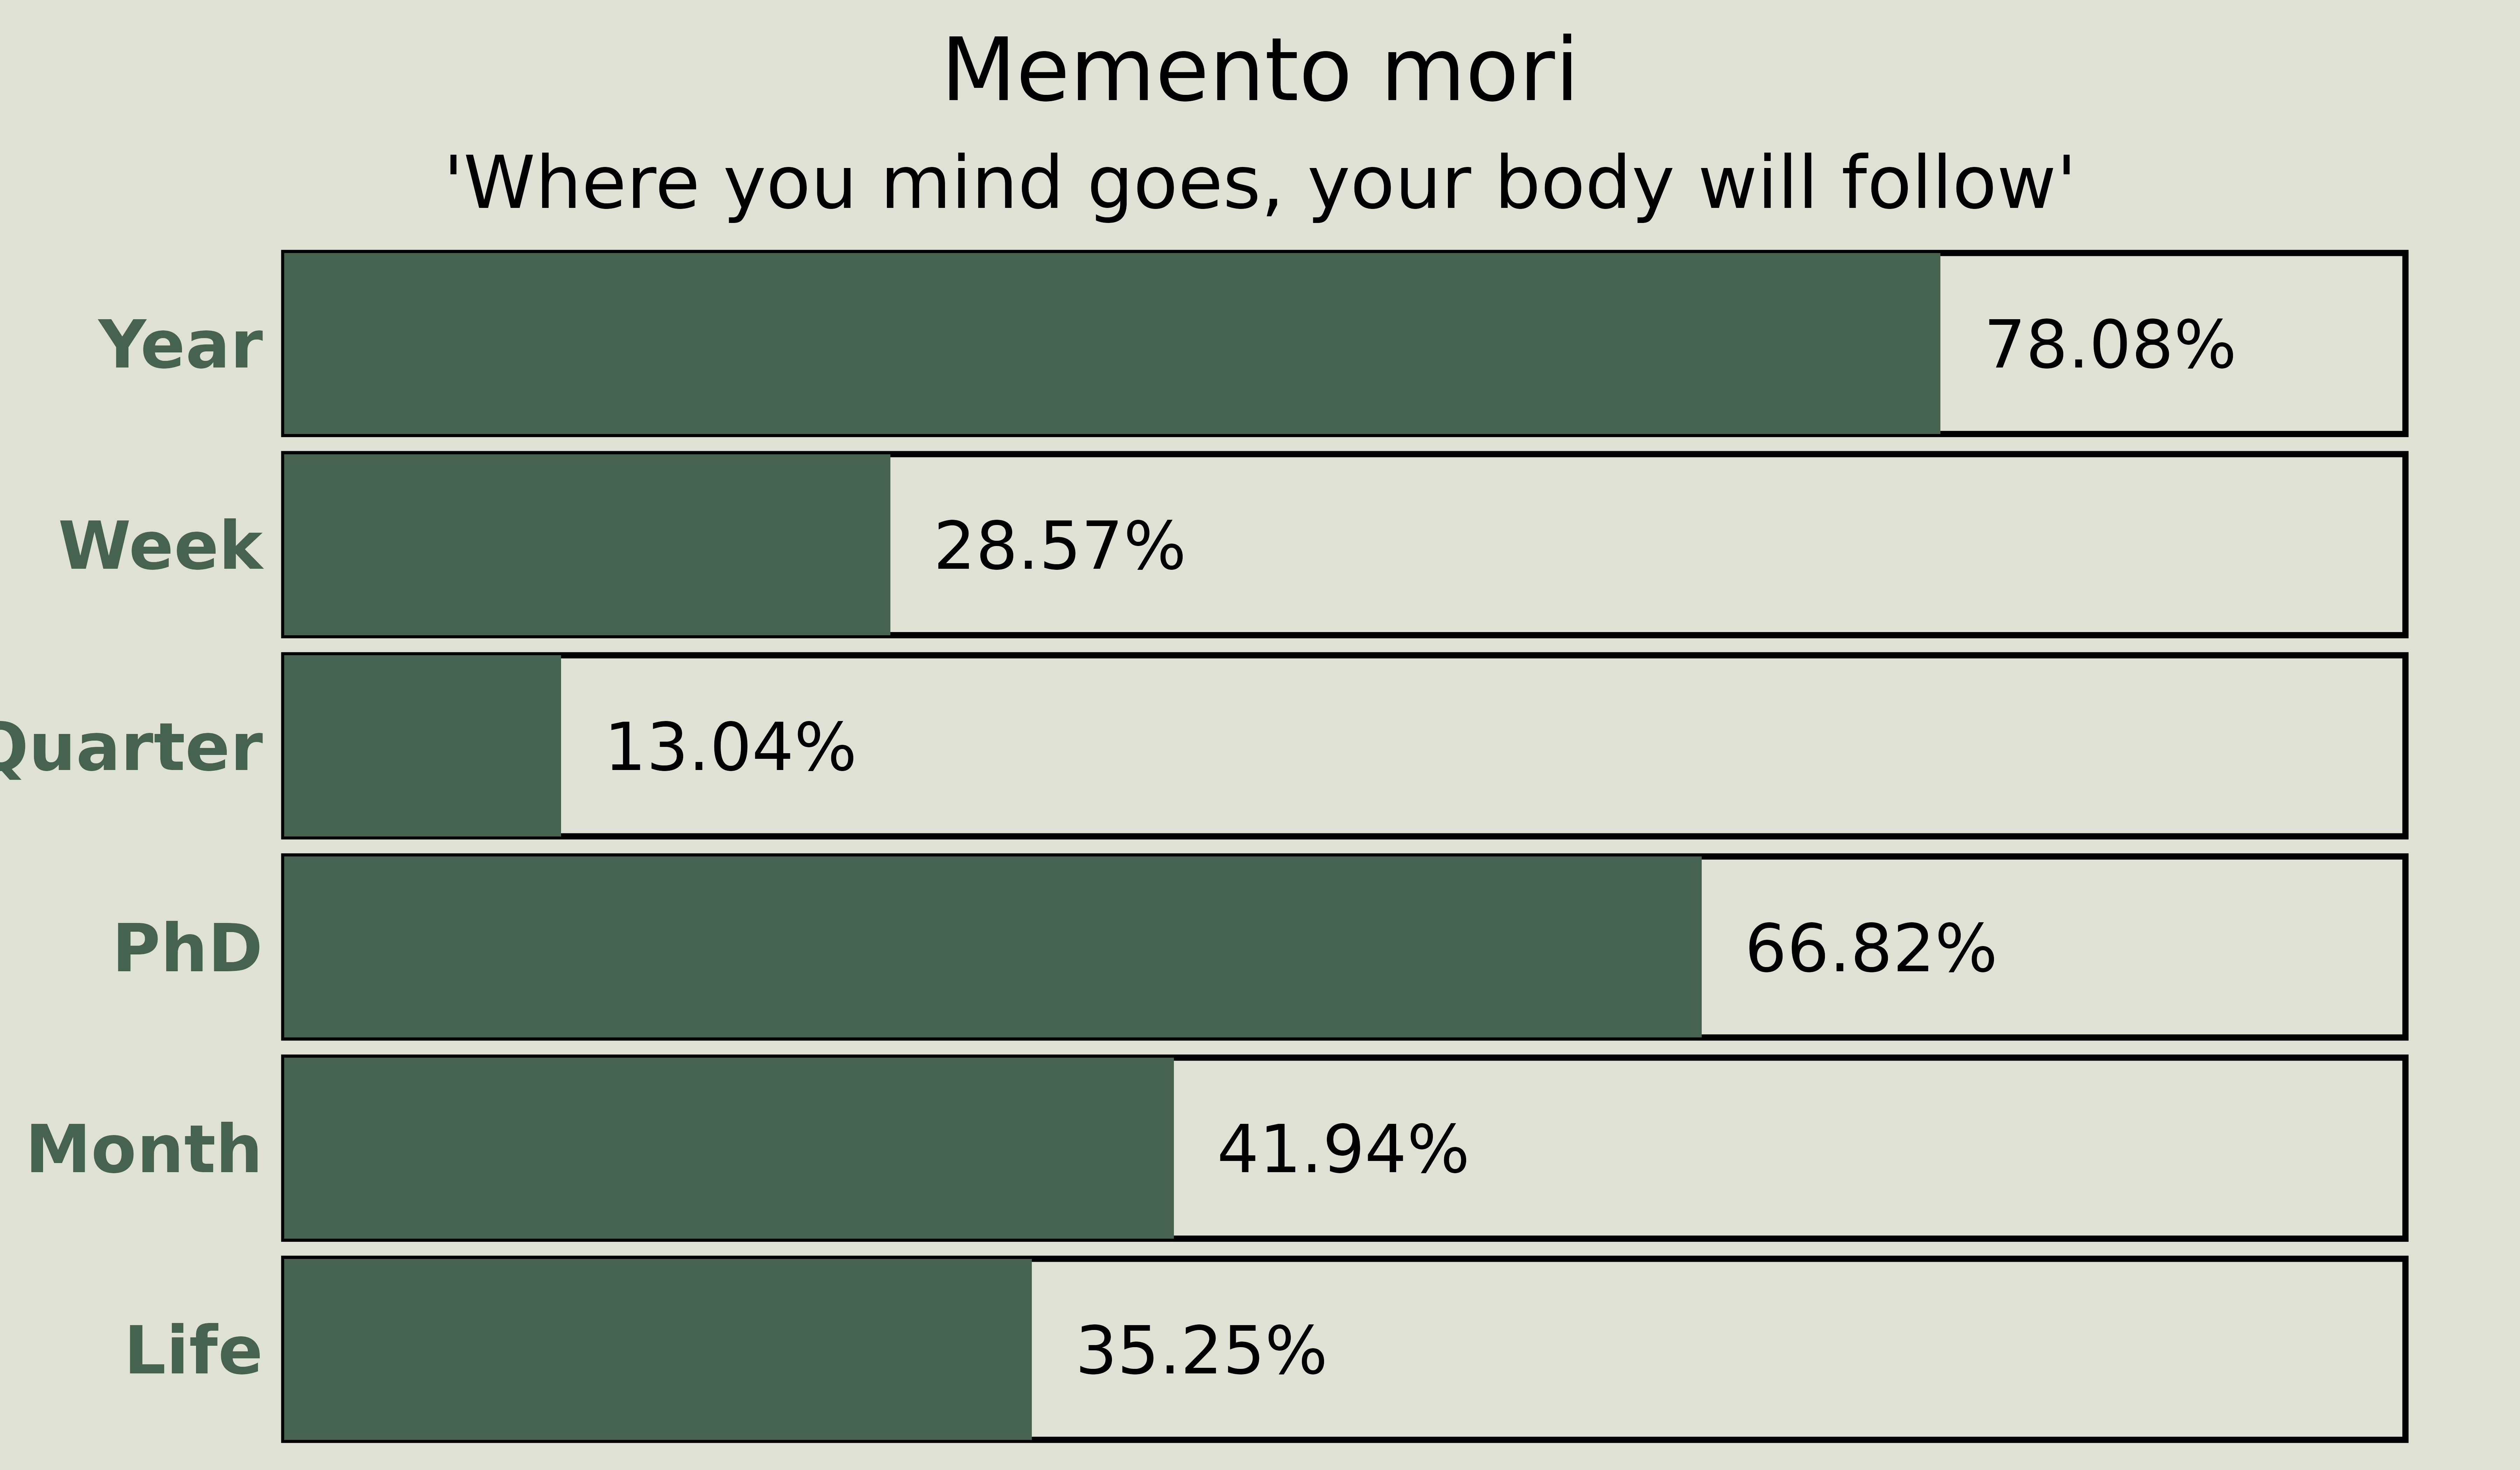 Memento mori
'Where you mind goes, your body will follow'
Year 78.08%
Week 28.57%
Quarter 13.04%
PhD 66.82%
Month 41.94%
Life 35.25%